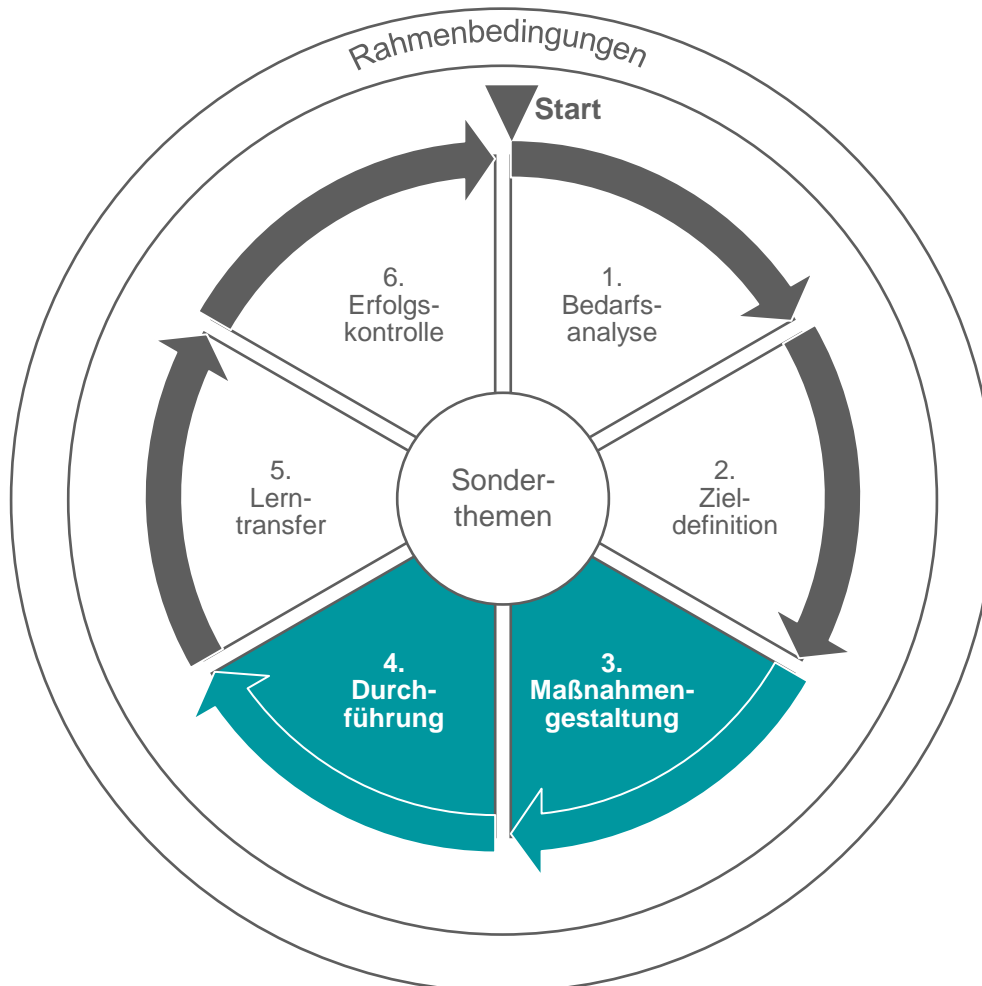 Rahmenbedingungen
Start
1.
Bedarfs-
analyse
2.
Ziel-
definition
3.
Maßnahmen-
gestaltung
4.
Durch-
führung
5.
Lern-
transfer
6.
Erfolgs-
kontrolle
Sonder-
themen